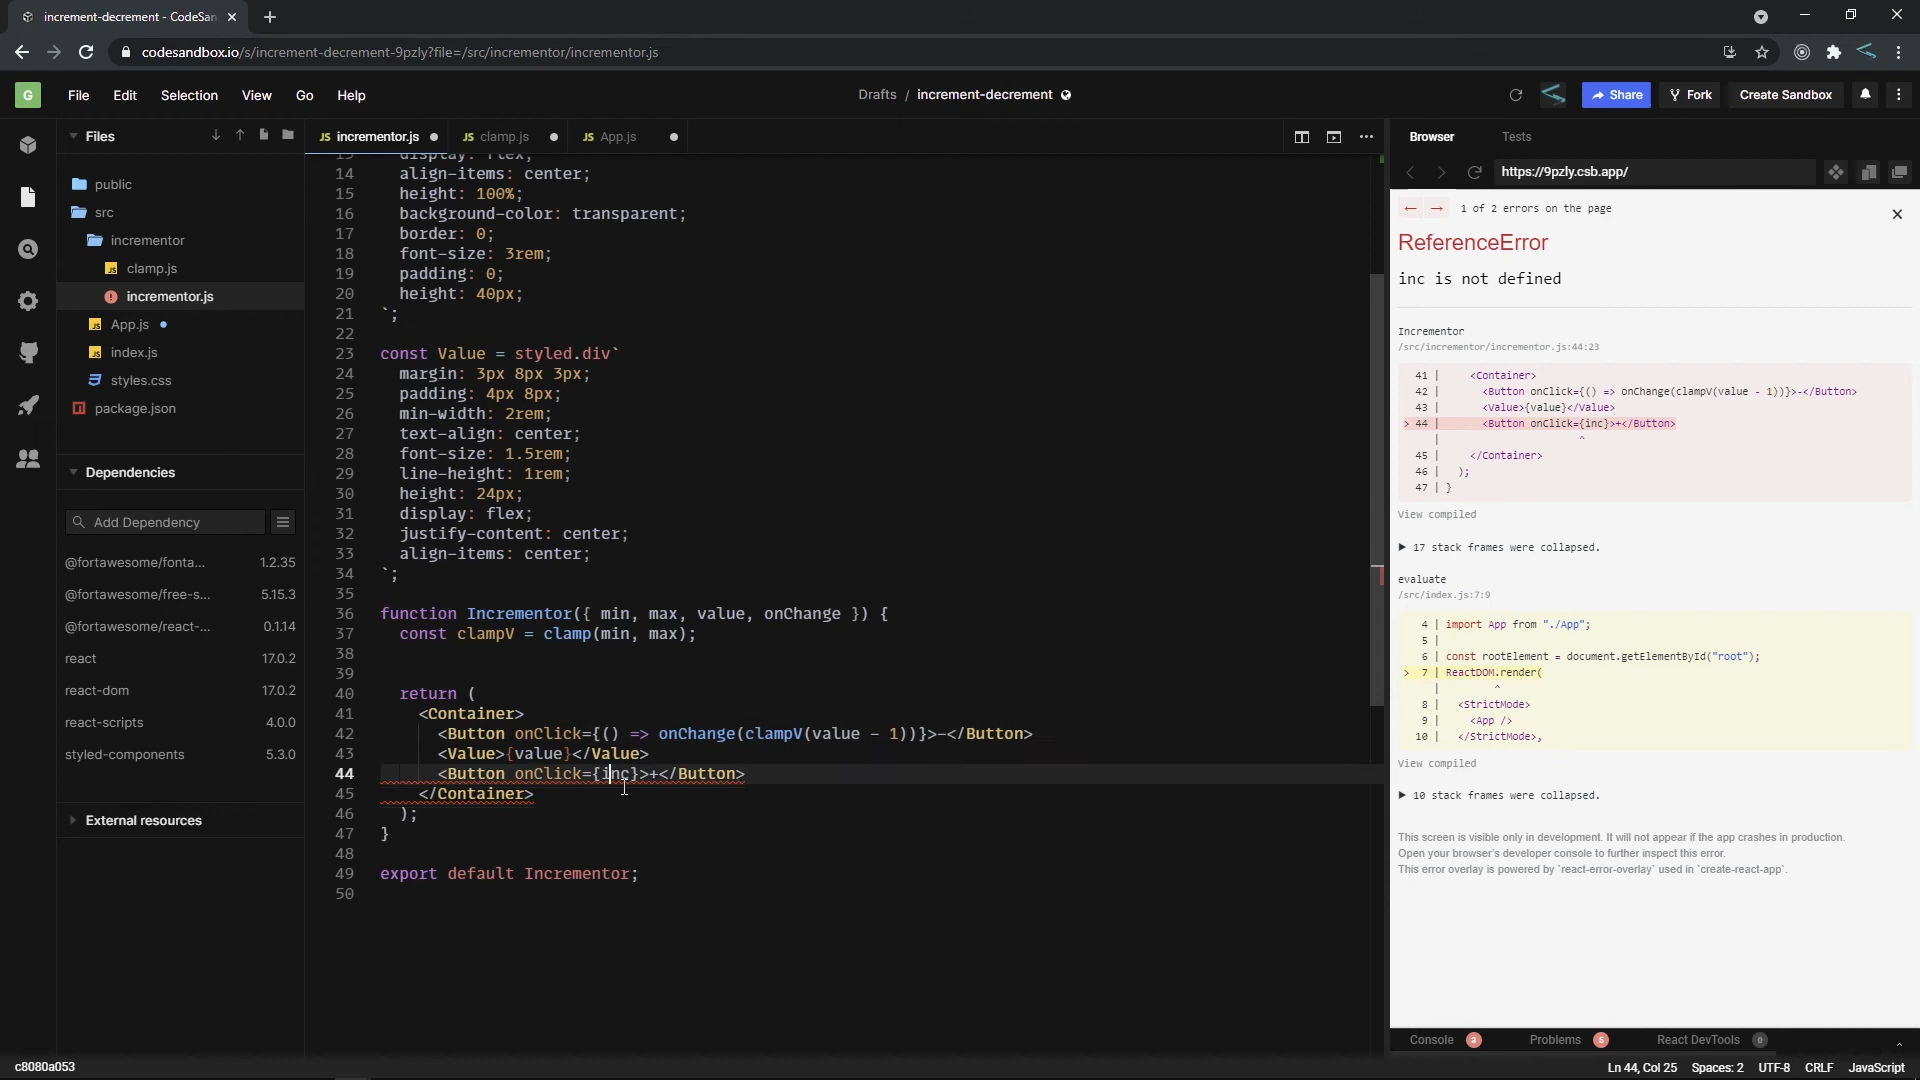 increment-decrement - CodeSan
codesandbox.io/s/increment-decrement-9pzly?file=/src/incrementor/incrementor.js
G
File Edit Selection View Go Help
Drafts / increment-decrement
Share
Fork
Create Sandbox
Files
public
src
incrementor
JS clamp.js
incrementor.js
JS App.js
JS index.js
styles.css
package.json
Dependencies
Add Dependency
@fortawesome/fonta... 1.2.35
@fortawesome/free-s... 5.15.3
@fortawesome/react-... 0.1.14
react 17.0.2
react-dom 17.0.2
react-scripts 4.0.0
styled-components 5.3.0
External resources
JS incrementor.js
JS clamp.js
JS App.js
13 display: flex;
14 align-items: center;
15 height: 100%;
16 background-color: transparent;
17 border: 0;
18 font-size: 3rem;
19 padding: 0;
20 height: 40px;
21 `;
22
23 const Value = styled.div`
24 margin: 3px 8px 3px;
25 padding: 4px 8px;
26 min-width: 2rem;
27 text-align: center;
28 font-size: 1.5rem;
29 line-height: 1rem;
30 height: 24px;
31 display: flex;
32 justify-content: center;
33 align-items: center;
34 `;
35
36 function Incrementor({ min, max, value, onChange }) {
37 const clampV = clamp(min, max);
38
39
40 return (
41 <Container>
42 <Button onClick={() => onChange(clampV(value - 1))}>-</Button>
43 <Value>{value}</Value>
44 <Button onClick={inc}>+</Button>
45 </Container>
46 );
47 }
48
49 export default Incrementor;
50
Browser Tests
https://9pzly.csb.app/
← → 1 of 2 errors on the page
ReferenceError
inc is not defined
Incrementor
/src/incrementor/incrementor.js:44:23
41 | <Container>
42 | <Button onClick={() => onChange(clampV(value - 1))}>-</Button>
43 | <Value>{value}</Value>
> 44 | <Button onClick={inc}>+</Button>
| ^
45 | </Container>
46 | );
47 | }
View compiled
▶ 17 stack frames were collapsed.
evaluate
/src/index.js:7:9
4 | import App from "./App";
5 |
6 | const rootElement = document.getElementById("root");
> 7 | ReactDOM.render(
| ^
8 | <StrictMode>
9 | <App />
10 | </StrictMode>,
View compiled
▶ 10 stack frames were collapsed.
This screen is visible only in development. It will not appear if the app crashes in production.
Open your browser's developer console to further inspect this error.
This error overlay is powered by `react-error-overlay` used in `create-react-app`.
Console Problems 5 React DevTools 0
c8080a053
Ln 44, Col 25 Spaces: 2 UTF-8 CRLF JavaScript